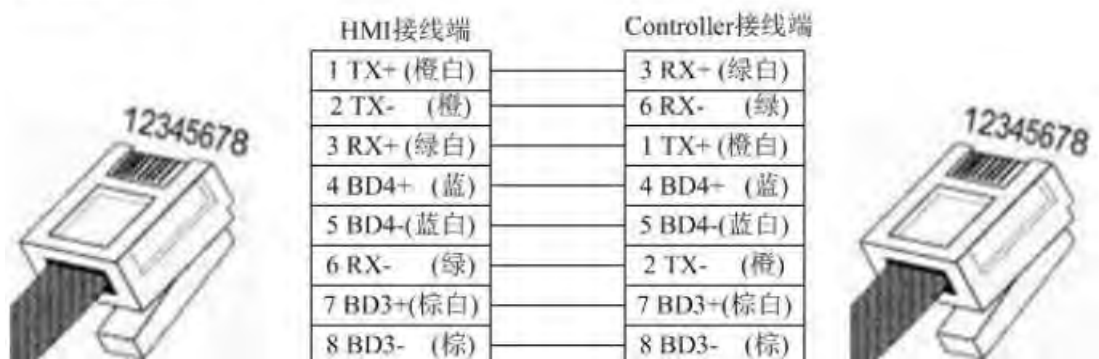 HMI接线端
Controller接线端
1 TX+ (橙白)
3 RX+ (绿白)
2 TX- (橙)
6 RX- (绿)
3 RX+ (绿白)
1 TX+ (橙白)
4 BD4+ (蓝)
4 BD4+ (蓝)
5 BD4-(蓝白)
5 BD4-(蓝白)
6 RX- (绿)
2 TX- (橙)
7 BD3+(棕白)
7 BD3+(棕白)
8 BD3- (棕)
8 BD3- (棕)
12345678
12345678